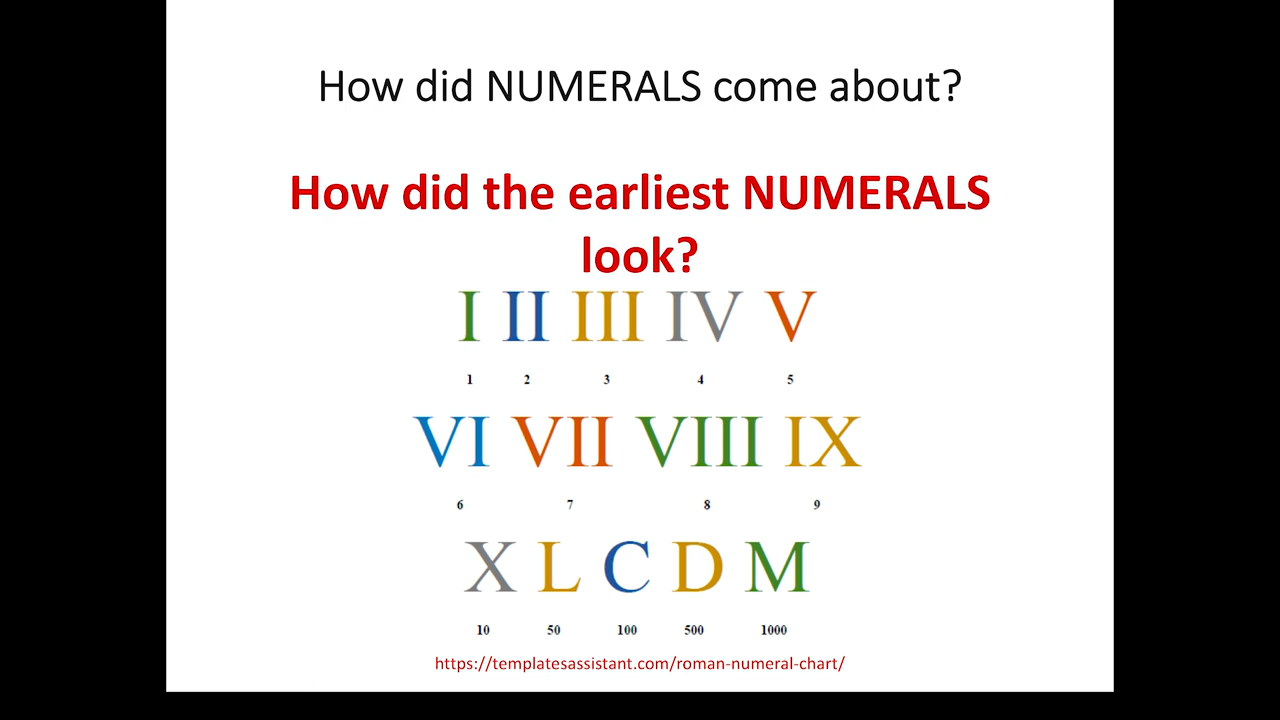 How did NUMERALS come about?
How did the earliest NUMERALS
look?
I II III IV V
1 2 3 4 5
VI VII VIII IX
6 7 8 9
X L C D M
10 50 100 500 1000
https://templatesassistant.com/roman-numeral-chart/